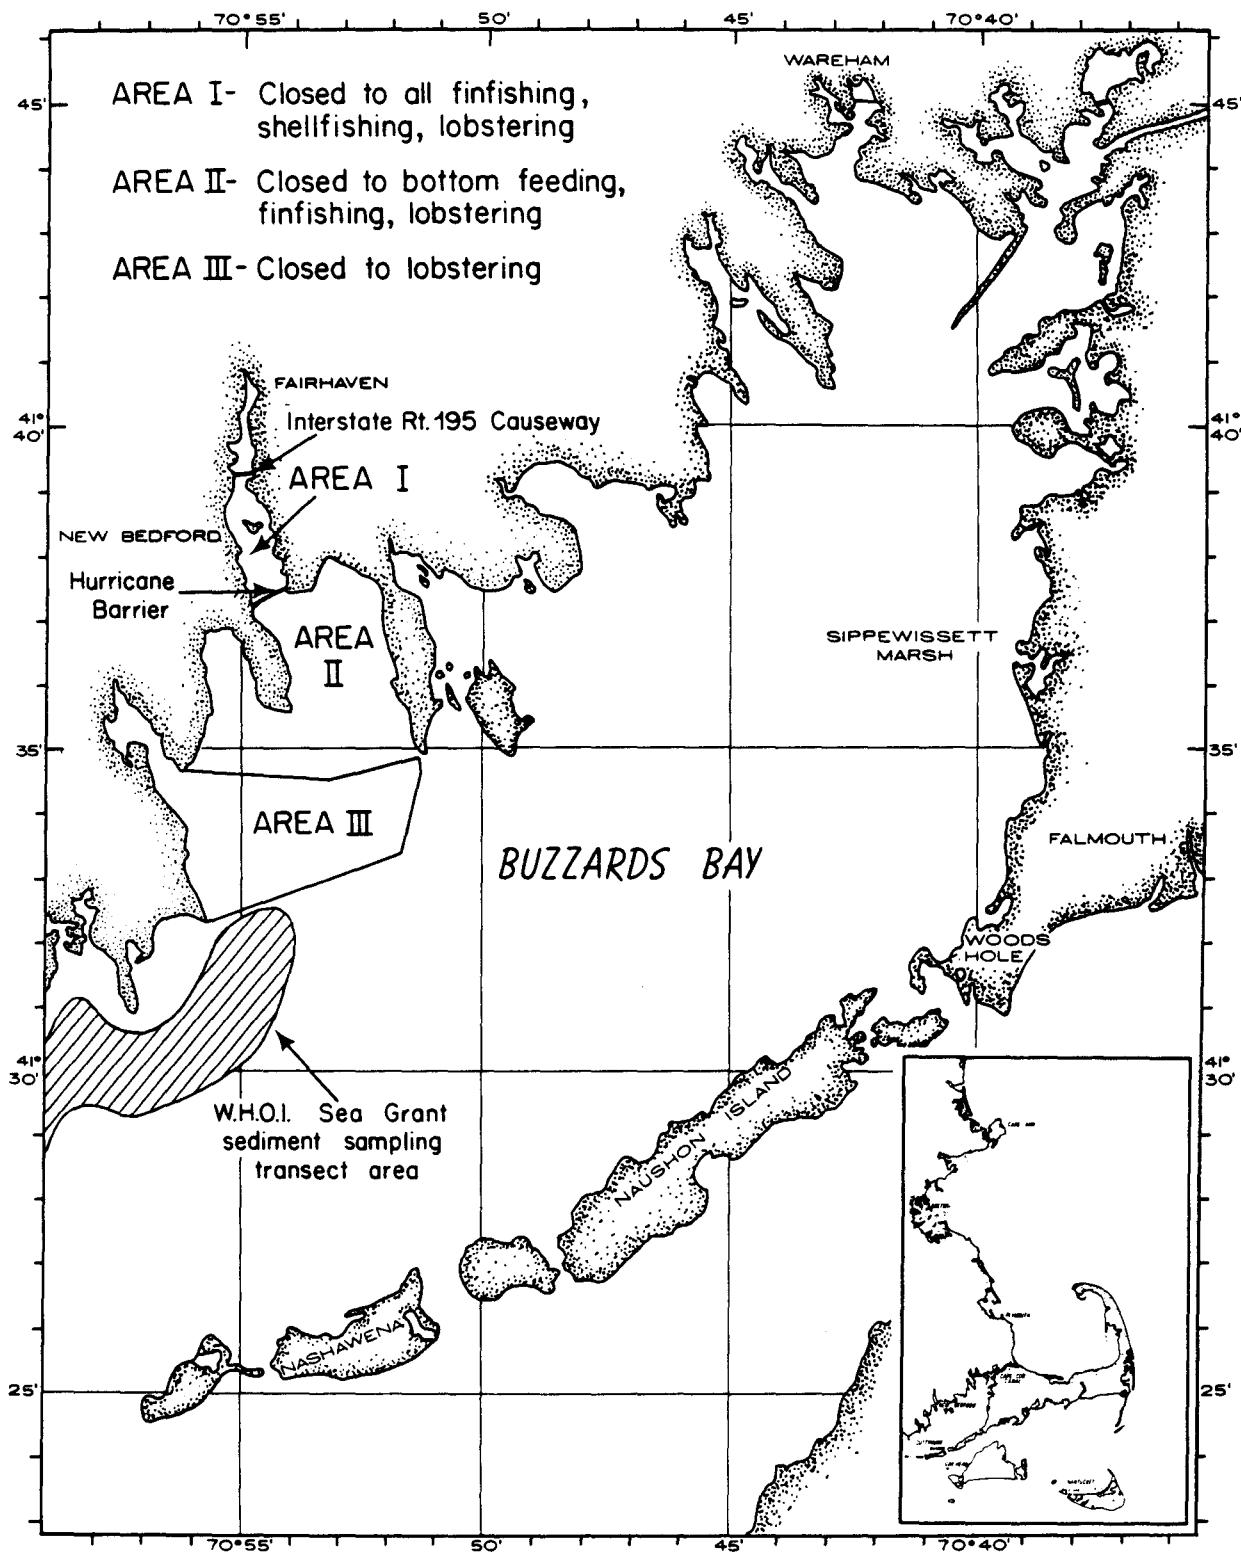 70°55' 50' 45' 70°40'
WAREHAM
AREA I- Closed to all finfishing,
shellfishing, lobstering
45' 45'
AREA II- Closed to bottom feeding,
finfishing, lobstering
AREA III- Closed to lobstering
FAIRHAVEN
Interstate Rt. 195 Causeway
41°
40'
41°
40'
AREA I
NEW BEDFORD
Hurricane
Barrier
AREA
II
SIPPEWISSETT
MARSH
35' 35'
AREA III
FALMOUTH
BUZZARDS BAY
WOODS
HOLE
41°
30'
41°
30'
W.H.O.I. Sea Grant
sediment sampling
transect area
NAUSHON ISLAND
NASHAWENA
25' 25'
70°55' 50' 45' 70°40'